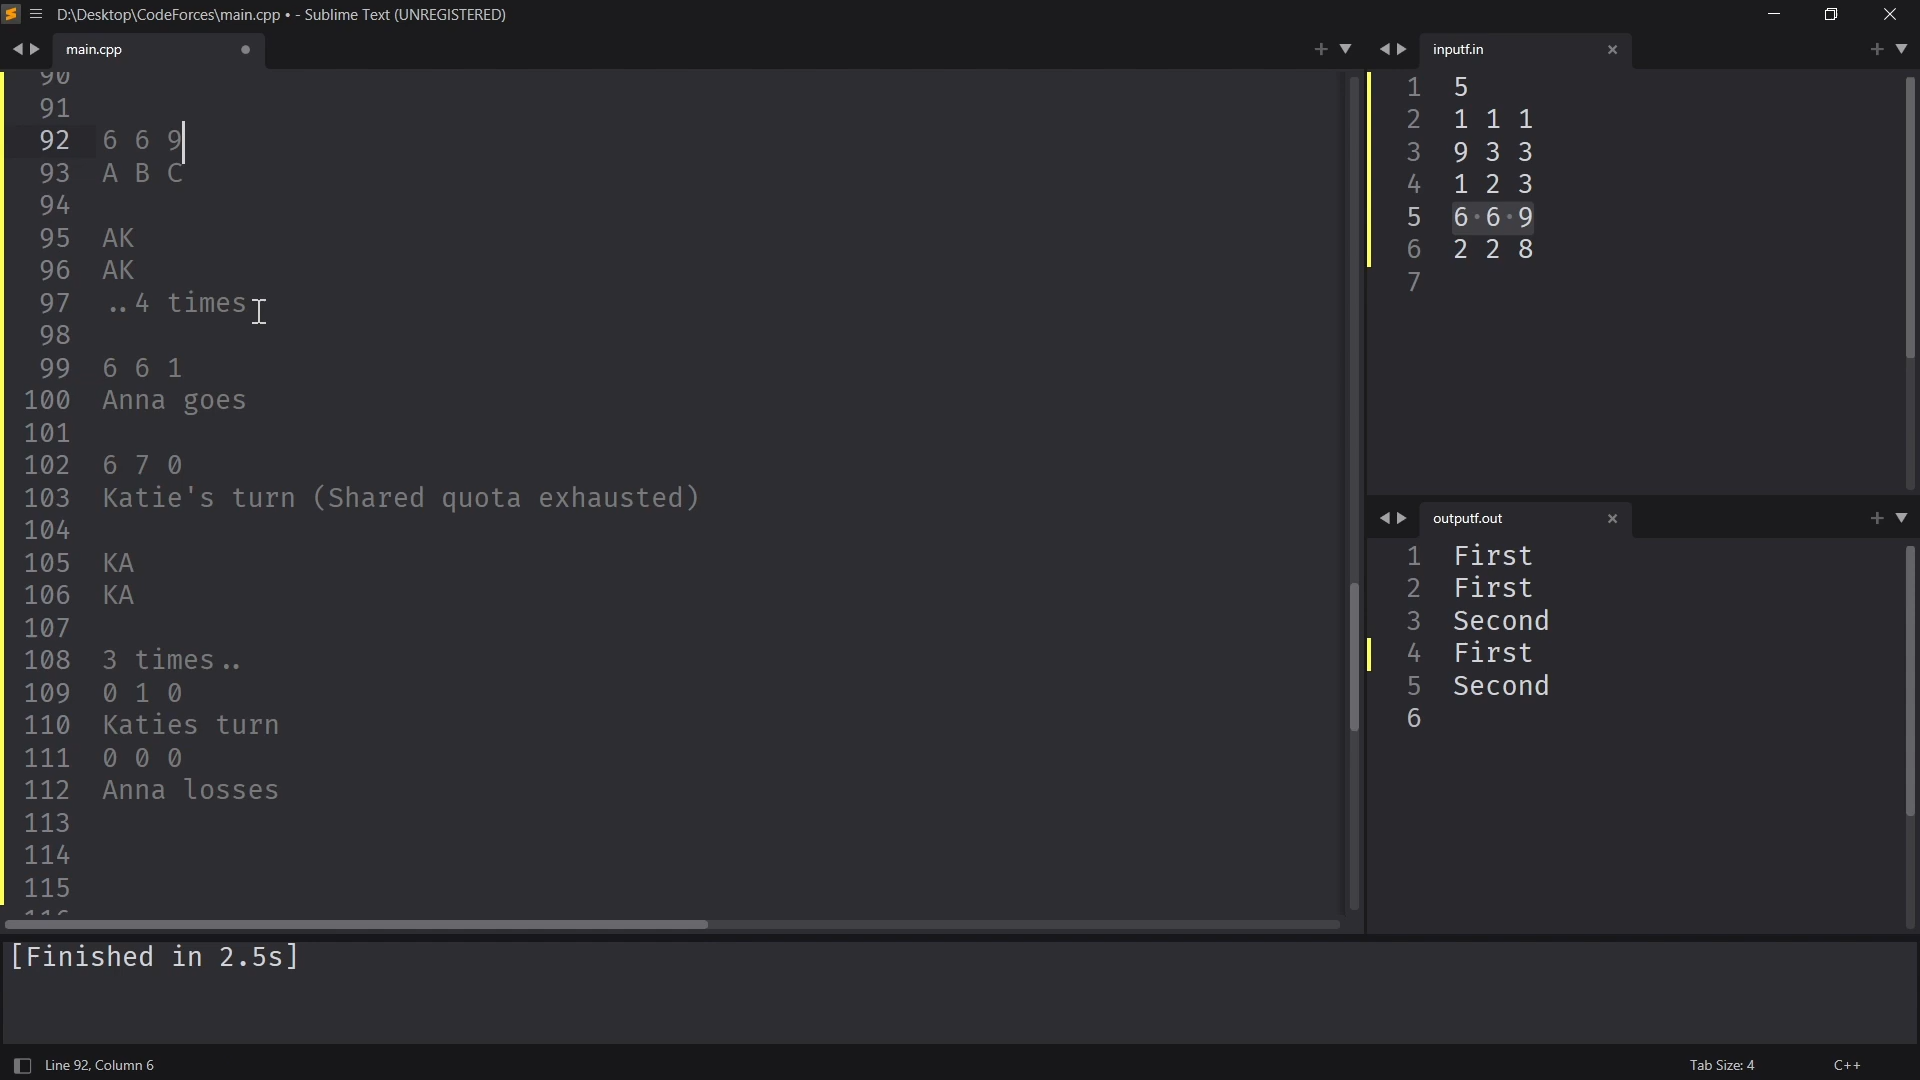 D:\Desktop\CodeForces\main.cpp • - Sublime Text (UNREGISTERED)
main.cpp
90
91
92 6 6 9
93 A B C
94
95 AK
96 AK
97 ..4 times
98
99 6 6 1
100 Anna goes
101
102 6 7 0
103 Katie's turn (Shared quota exhausted)
104
105 KA
106 KA
107
108 3 times..
109 0 1 0
110 Katies turn
111 0 0 0
112 Anna losses
113
114
115
116
inputf.in
1 5
2 1 1 1
3 9 3 3
4 1 2 3
5 6 6 9
6 2 2 8
7
outputf.out
1 First
2 First
3 Second
4 First
5 Second
6
[Finished in 2.5s]
Line 92, Column 6
Tab Size: 4
C++